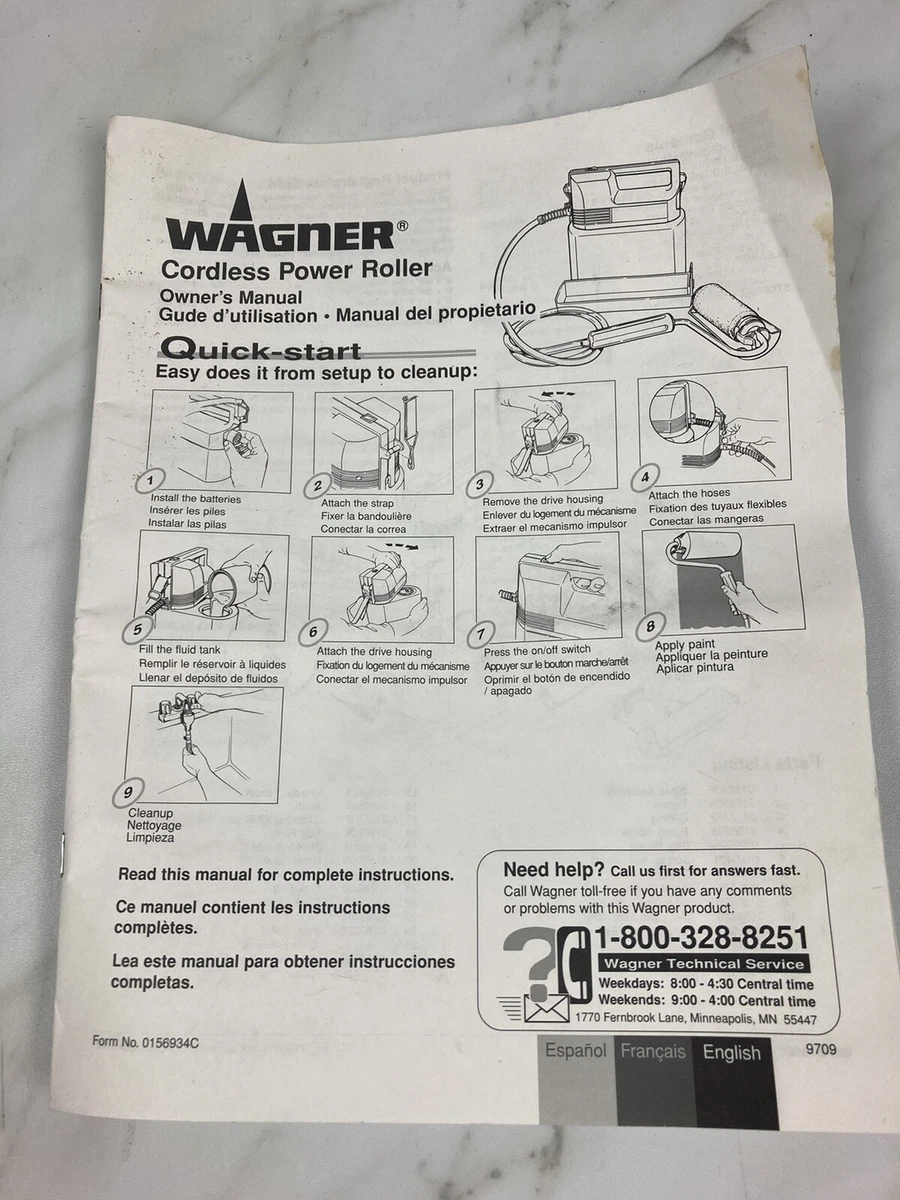 WAGNER®
Cordless Power Roller
Owner's Manual
Gude d'utilisation • Manual del propietario
Quick-start
Easy does it from setup to cleanup:
1
Install the batteries
Insérer les piles
Instalar las pilas
2
Attach the strap
Fixer la bandoulière
Conectar la correa
3
Remove the drive housing
Enlever du logement du mécanisme
Extraer el mecanismo impulsor
4
Attach the hoses
Fixation des tuyaux flexibles
Conectar las mangeras
5
Fill the fluid tank
Remplir le réservoir à liquides
Llenar el depósito de fluidos
6
Attach the drive housing
Fixation du logement du mécanisme
Conectar el mecanismo impulsor
7
Press the on/off switch
Appuyer sur le bouton marche/arrêt
Oprimir el botón de encendido
/ apagado
8
Apply paint
Appliquer la peinture
Aplicar pintura
9
Cleanup
Nettoyage
Limpieza
Read this manual for complete instructions.
Ce manuel contient les instructions
complètes.
Lea este manual para obtener instrucciones
completas.
Need help? Call us first for answers fast.
Call Wagner toll-free if you have any comments
or problems with this Wagner product.
1-800-328-8251
Wagner Technical Service
Weekdays: 8:00 - 4:30 Central time
Weekends: 9:00 - 4:00 Central time
1770 Fernbrook Lane, Minneapolis, MN 55447
Form No. 0156934C
Español Français English
9709